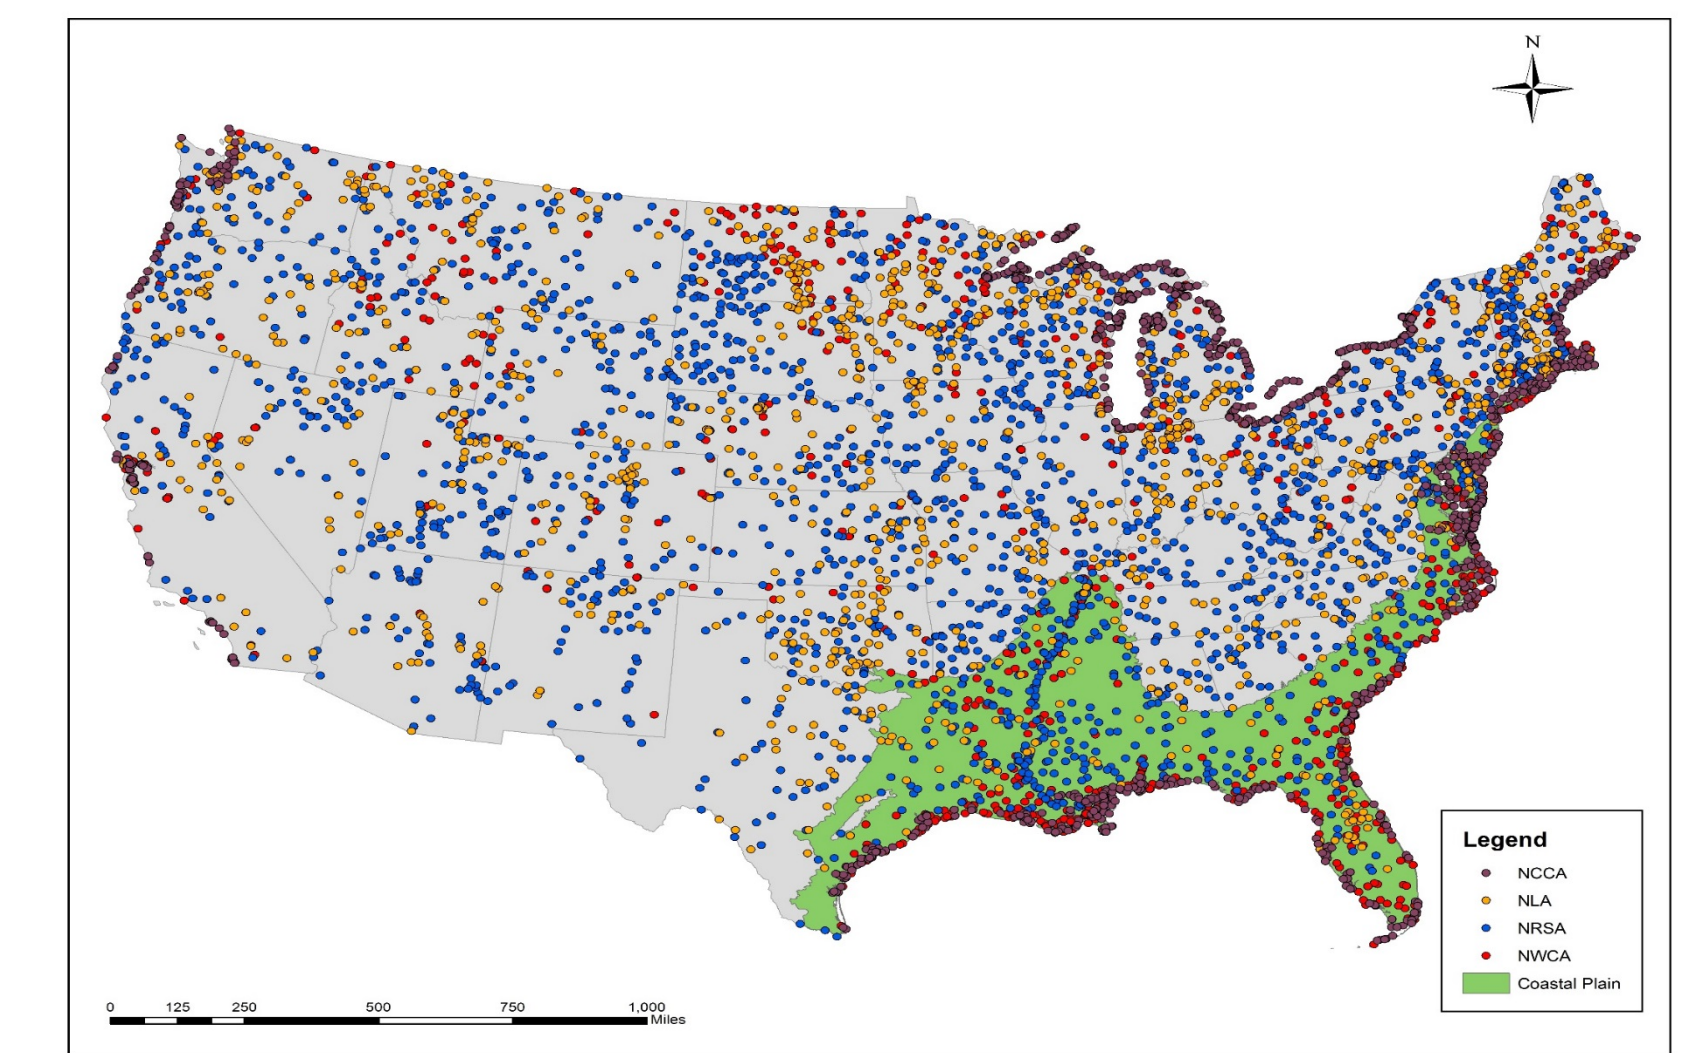 N
Legend
NCCA
NLA
NRSA
NWCA
Coastal Plain
0 125 250 500 750 1,000
Miles